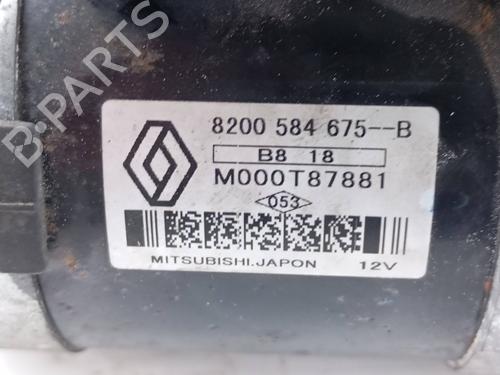 8200 584 675--B
B8 18
M000T87881
053
MITSUBISHI.JAPON 12V
B-PARTS